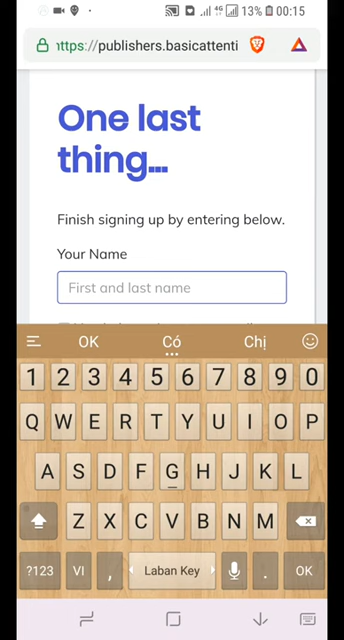 4G 13% 00:15
https://publishers.basicattenti
One last
thing...
Finish signing up by entering below.
Your Name
First and last name
OK Có Chị
1 2 3 4 5 6 7 8 9 0
Q W E R T Y U I O P
A S D F G H J K L
Z X C V B N M
?123 VI , Laban Key . OK